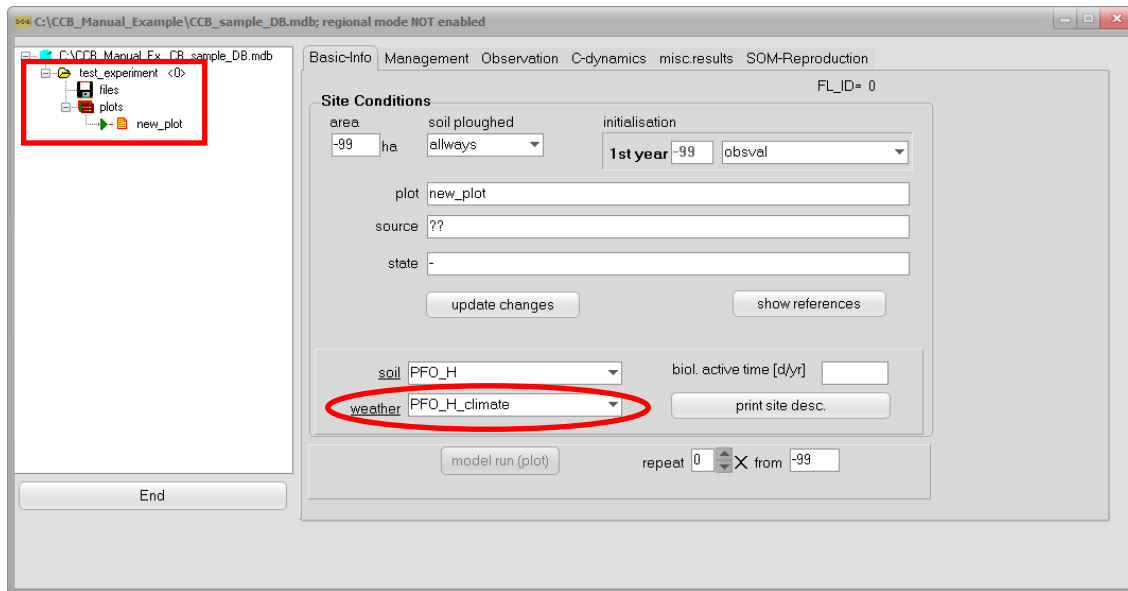 C:\CCB_Manual_Example\CCB_sample_DB.mdb; regional mode NOT enabled
C:\CCB_Manual_Ex CB_sample_DB.mdb
test_experiment <0>
files
plots
new_plot
End
Basic-Info Management Observation C-dynamics misc.results SOM-Reproduction
FL_ID= 0
Site Conditions
area soil ploughed initialisation
-99 ha allways 1st year -99 obsval
plot new_plot
source ??
state -
update changes show references
soil PFO_H biol. active time [d/yr]
weather PFO_H_climate print site desc.
model run (plot) repeat 0 X from -99